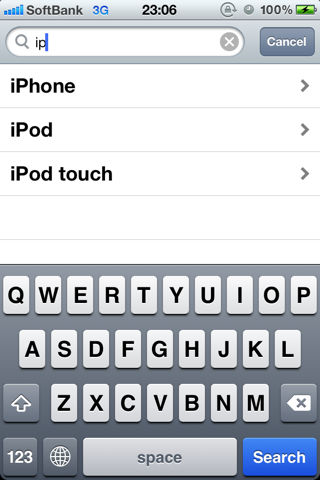 SoftBank 3G 23:06 100%
ip Cancel
iPhone
iPod
iPod touch
Q W E R T Y U I O P
A S D F G H J K L
Z X C V B N M
123 space Search